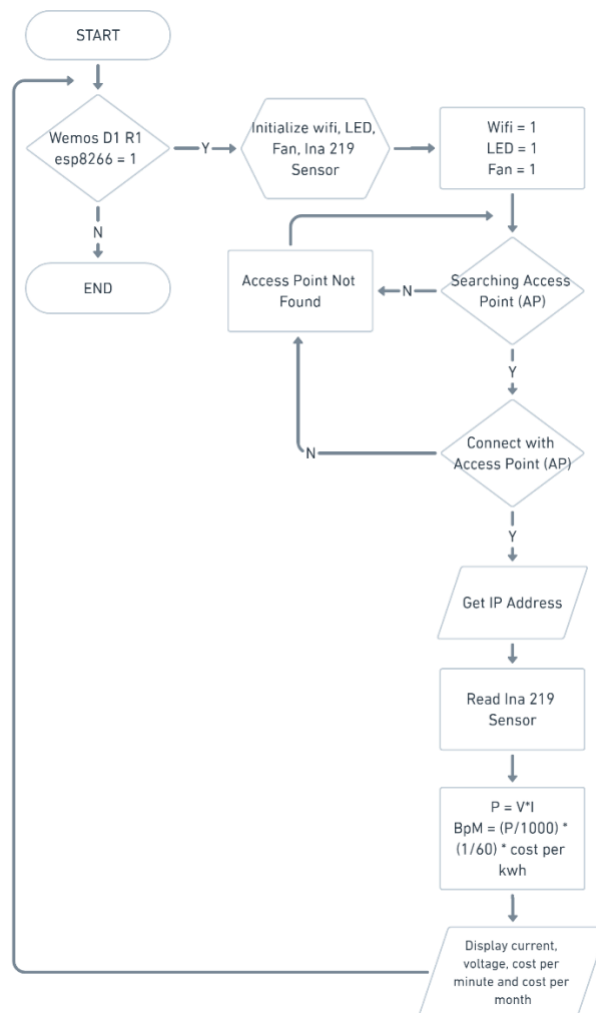 START
Wemos D1 R1
esp8266 = 1
Y
Initialize wifi, LED,
Fan, Ina 219
Sensor
Wifi = 1
LED = 1
Fan = 1
N
END
Access Point Not
Found
N
Searching Access
Point (AP)
Y
Connect with
Access Point (AP)
N
Y
Get IP Address
Read Ina 219
Sensor
P = V*I
BpM = (P/1000) *
(1/60) * cost per
kwh
Display current,
voltage, cost per
minute and cost per
month